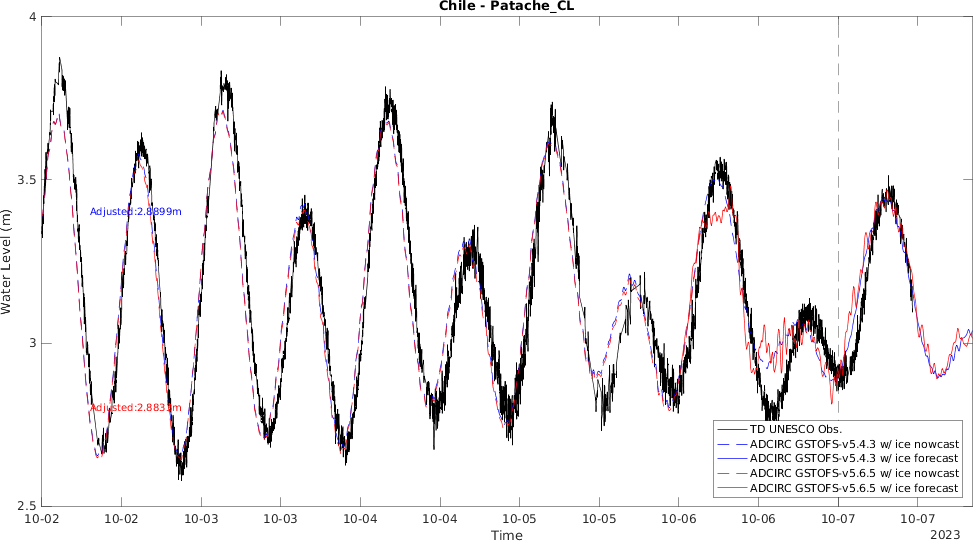 Chile - Patache_CL
4
3.5
3
2.5
Water Level (m)
Adjusted:2.8899m
Adjusted:2.8831m
TD UNESCO Obs.
ADCIRC GSTOFS-v5.4.3 w/ ice nowcast
ADCIRC GSTOFS-v5.4.3 w/ ice forecast
ADCIRC GSTOFS-v5.6.5 w/ ice nowcast
ADCIRC GSTOFS-v5.6.5 w/ ice forecast
10-02 10-02 10-03 10-03 10-04 10-04 10-05 10-05 10-06 10-06 10-07 10-07
Time
2023